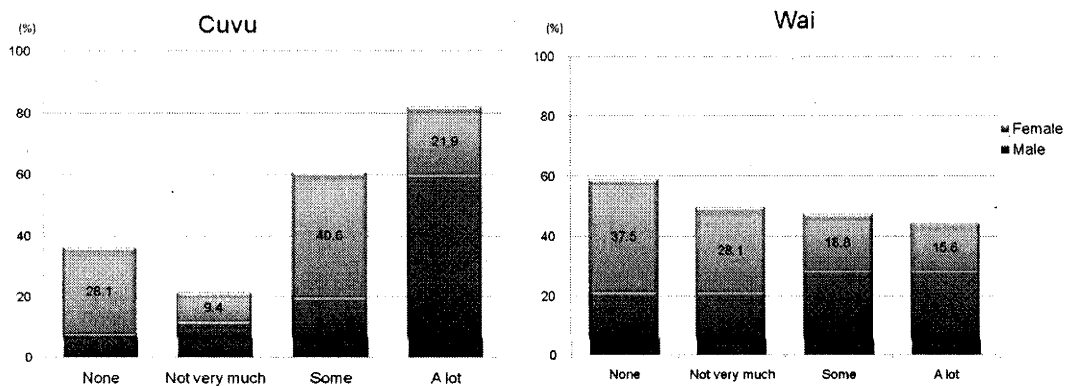 Cuvu
(%)
100
80
60
40
20
0
28.1
9.4
40.6
21.9
None
Not very much
Some
A lot
Wai
(%)
100
80
60
40
20
0
37.5
28.1
18.8
15.6
None
Not very much
Some
A lot
Female
Male